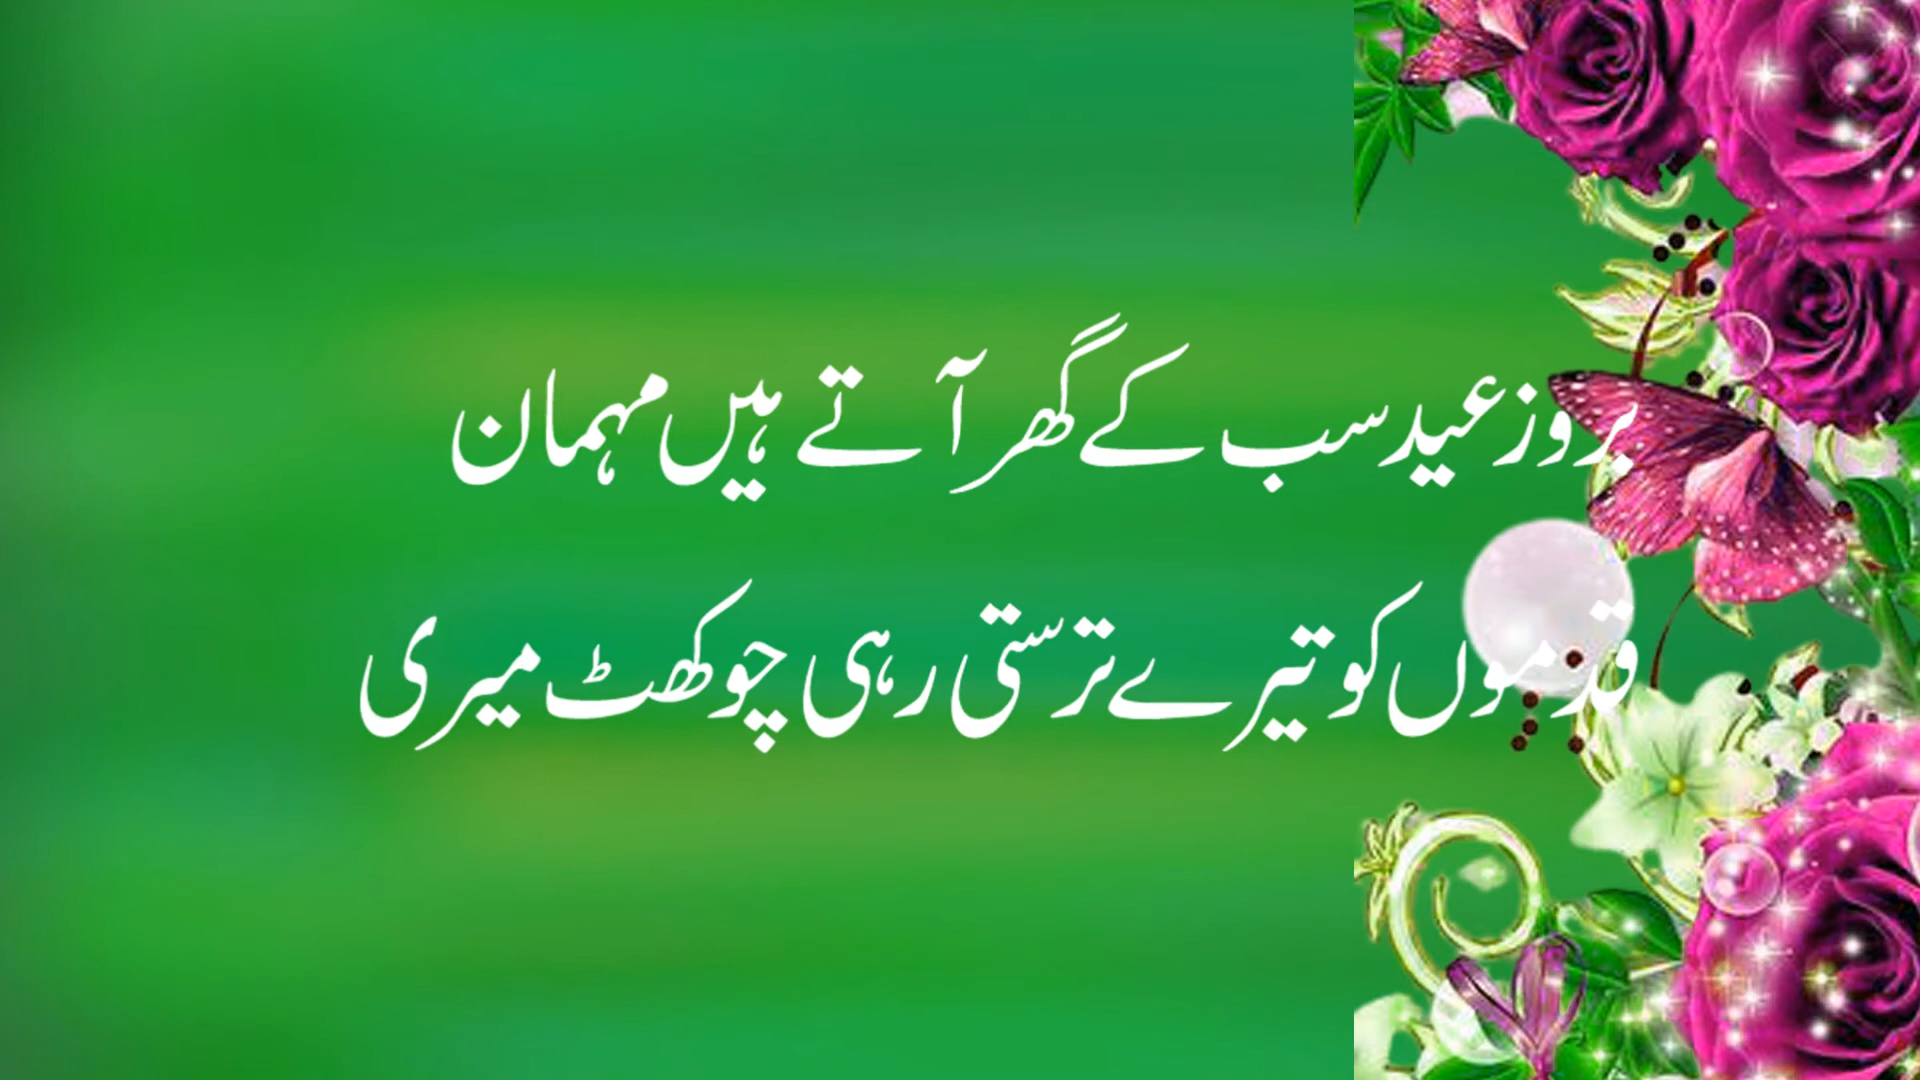 بروز عید سب کے گھر آتے ہیں مہمان
قدموں کو تیرے ترستی رہی چوکھٹ میری